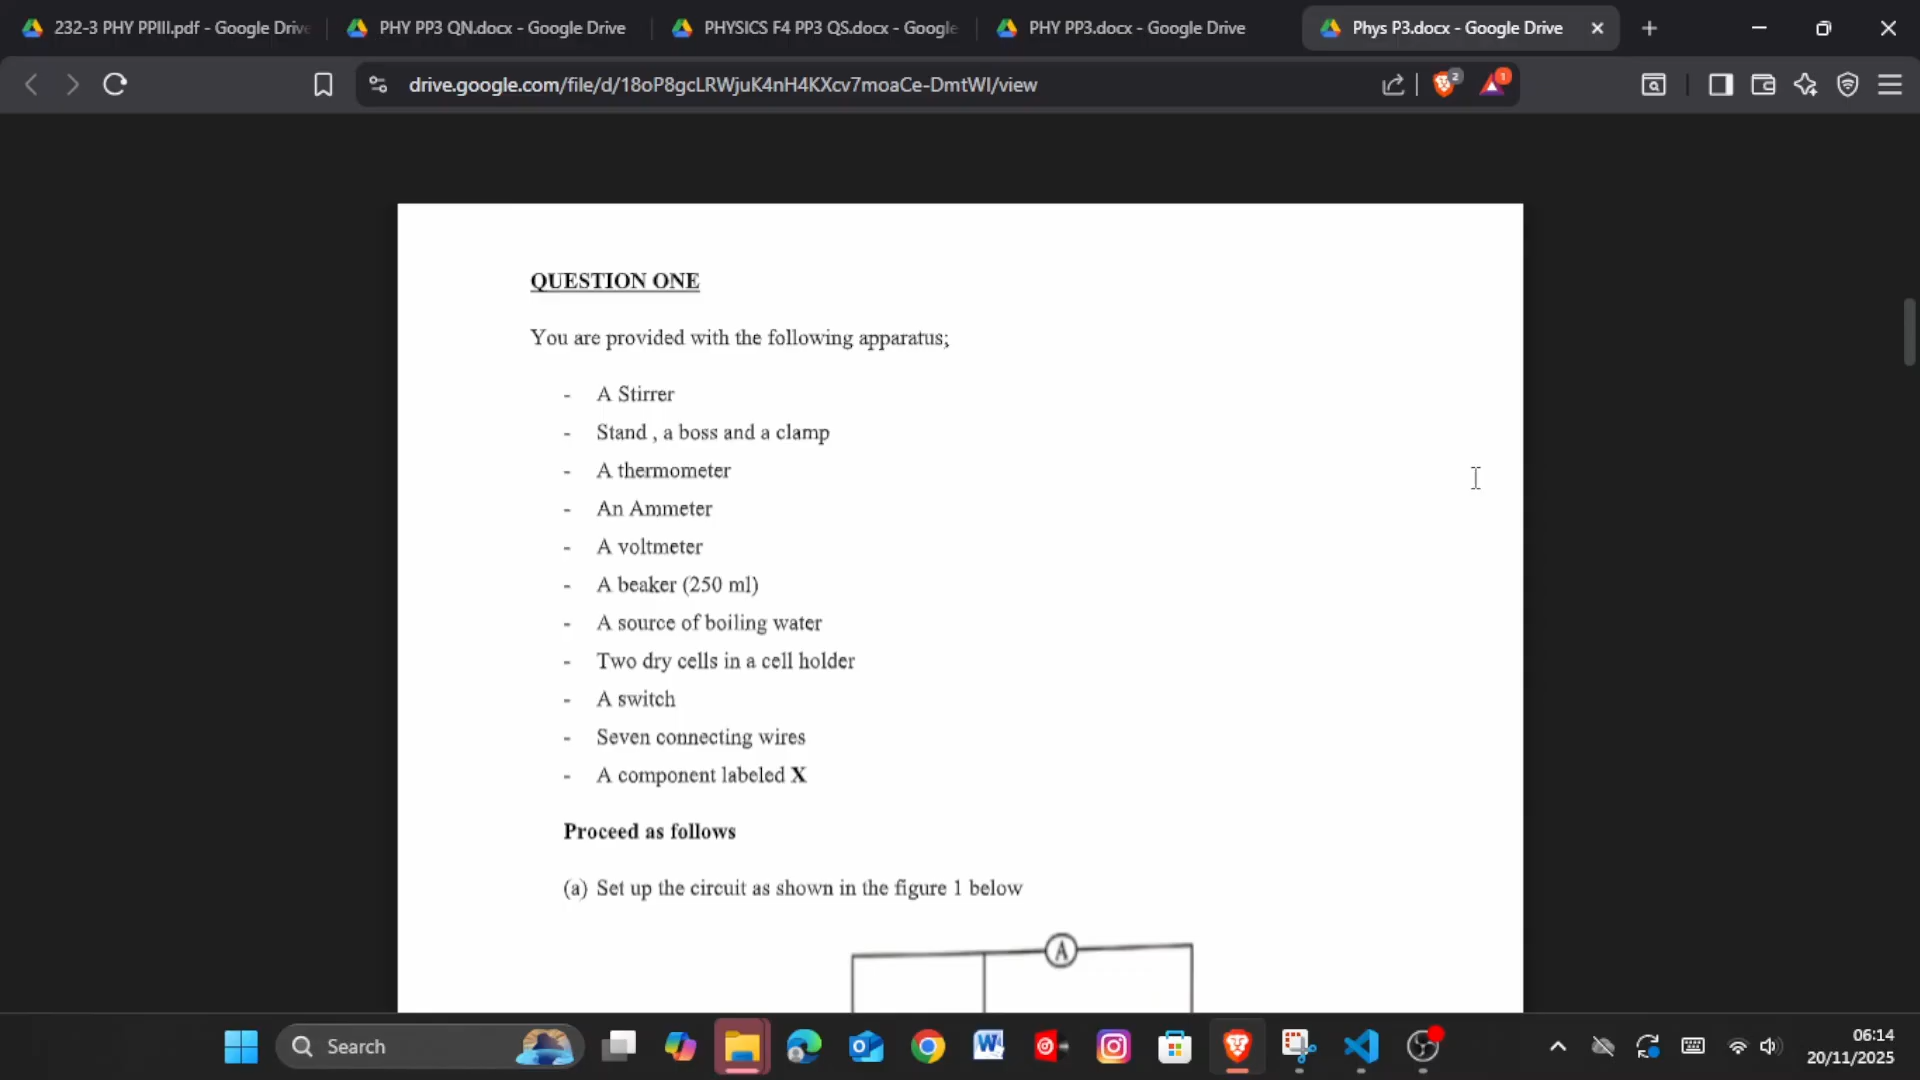 232-3 PHY PPIII.pdf - Google Drive
PHY PP3 QN.docx - Google Drive
PHYSICS F4 PP3 QS.docx - Google
PHY PP3.docx - Google Drive
Phys P3.docx - Google Drive
drive.google.com/file/d/18oP8gcLRWjuK4nH4KXcv7moaCe-DmtWI/view
2
1
QUESTION ONE
You are provided with the following apparatus;
- A Stirrer
- Stand , a boss and a clamp
- A thermometer
- An Ammeter
- A voltmeter
- A beaker (250 ml)
- A source of boiling water
- Two dry cells in a cell holder
- A switch
- Seven connecting wires
- A component labeled X
Proceed as follows
(a) Set up the circuit as shown in the figure 1 below
A
Search
06:14
20/11/2025